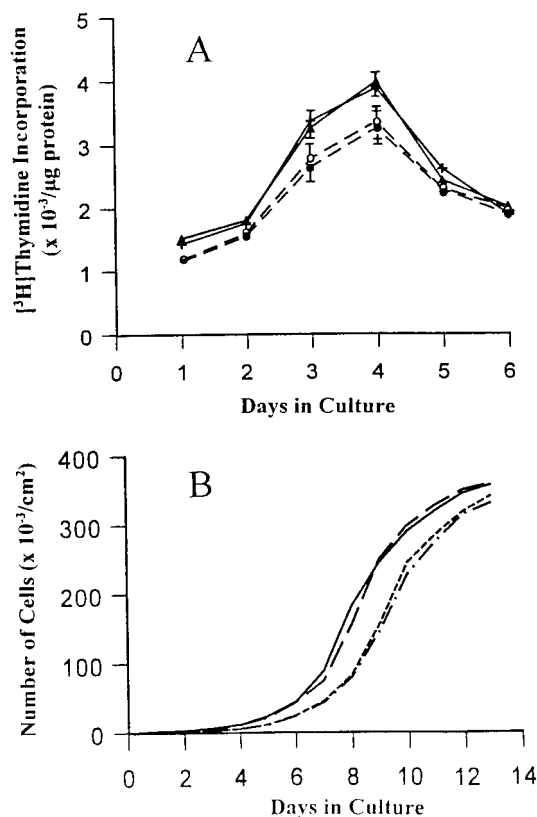 A
[³H]Thymidine Incorporation
(x 10⁻³/μg protein)
5
4
3
2
1
0
0 1 2 3 4 5 6
Days in Culture
B
Number of Cells (x 10⁻³/cm²)
400
300
200
100
0
0 2 4 6 8 10 12 14
Days in Culture